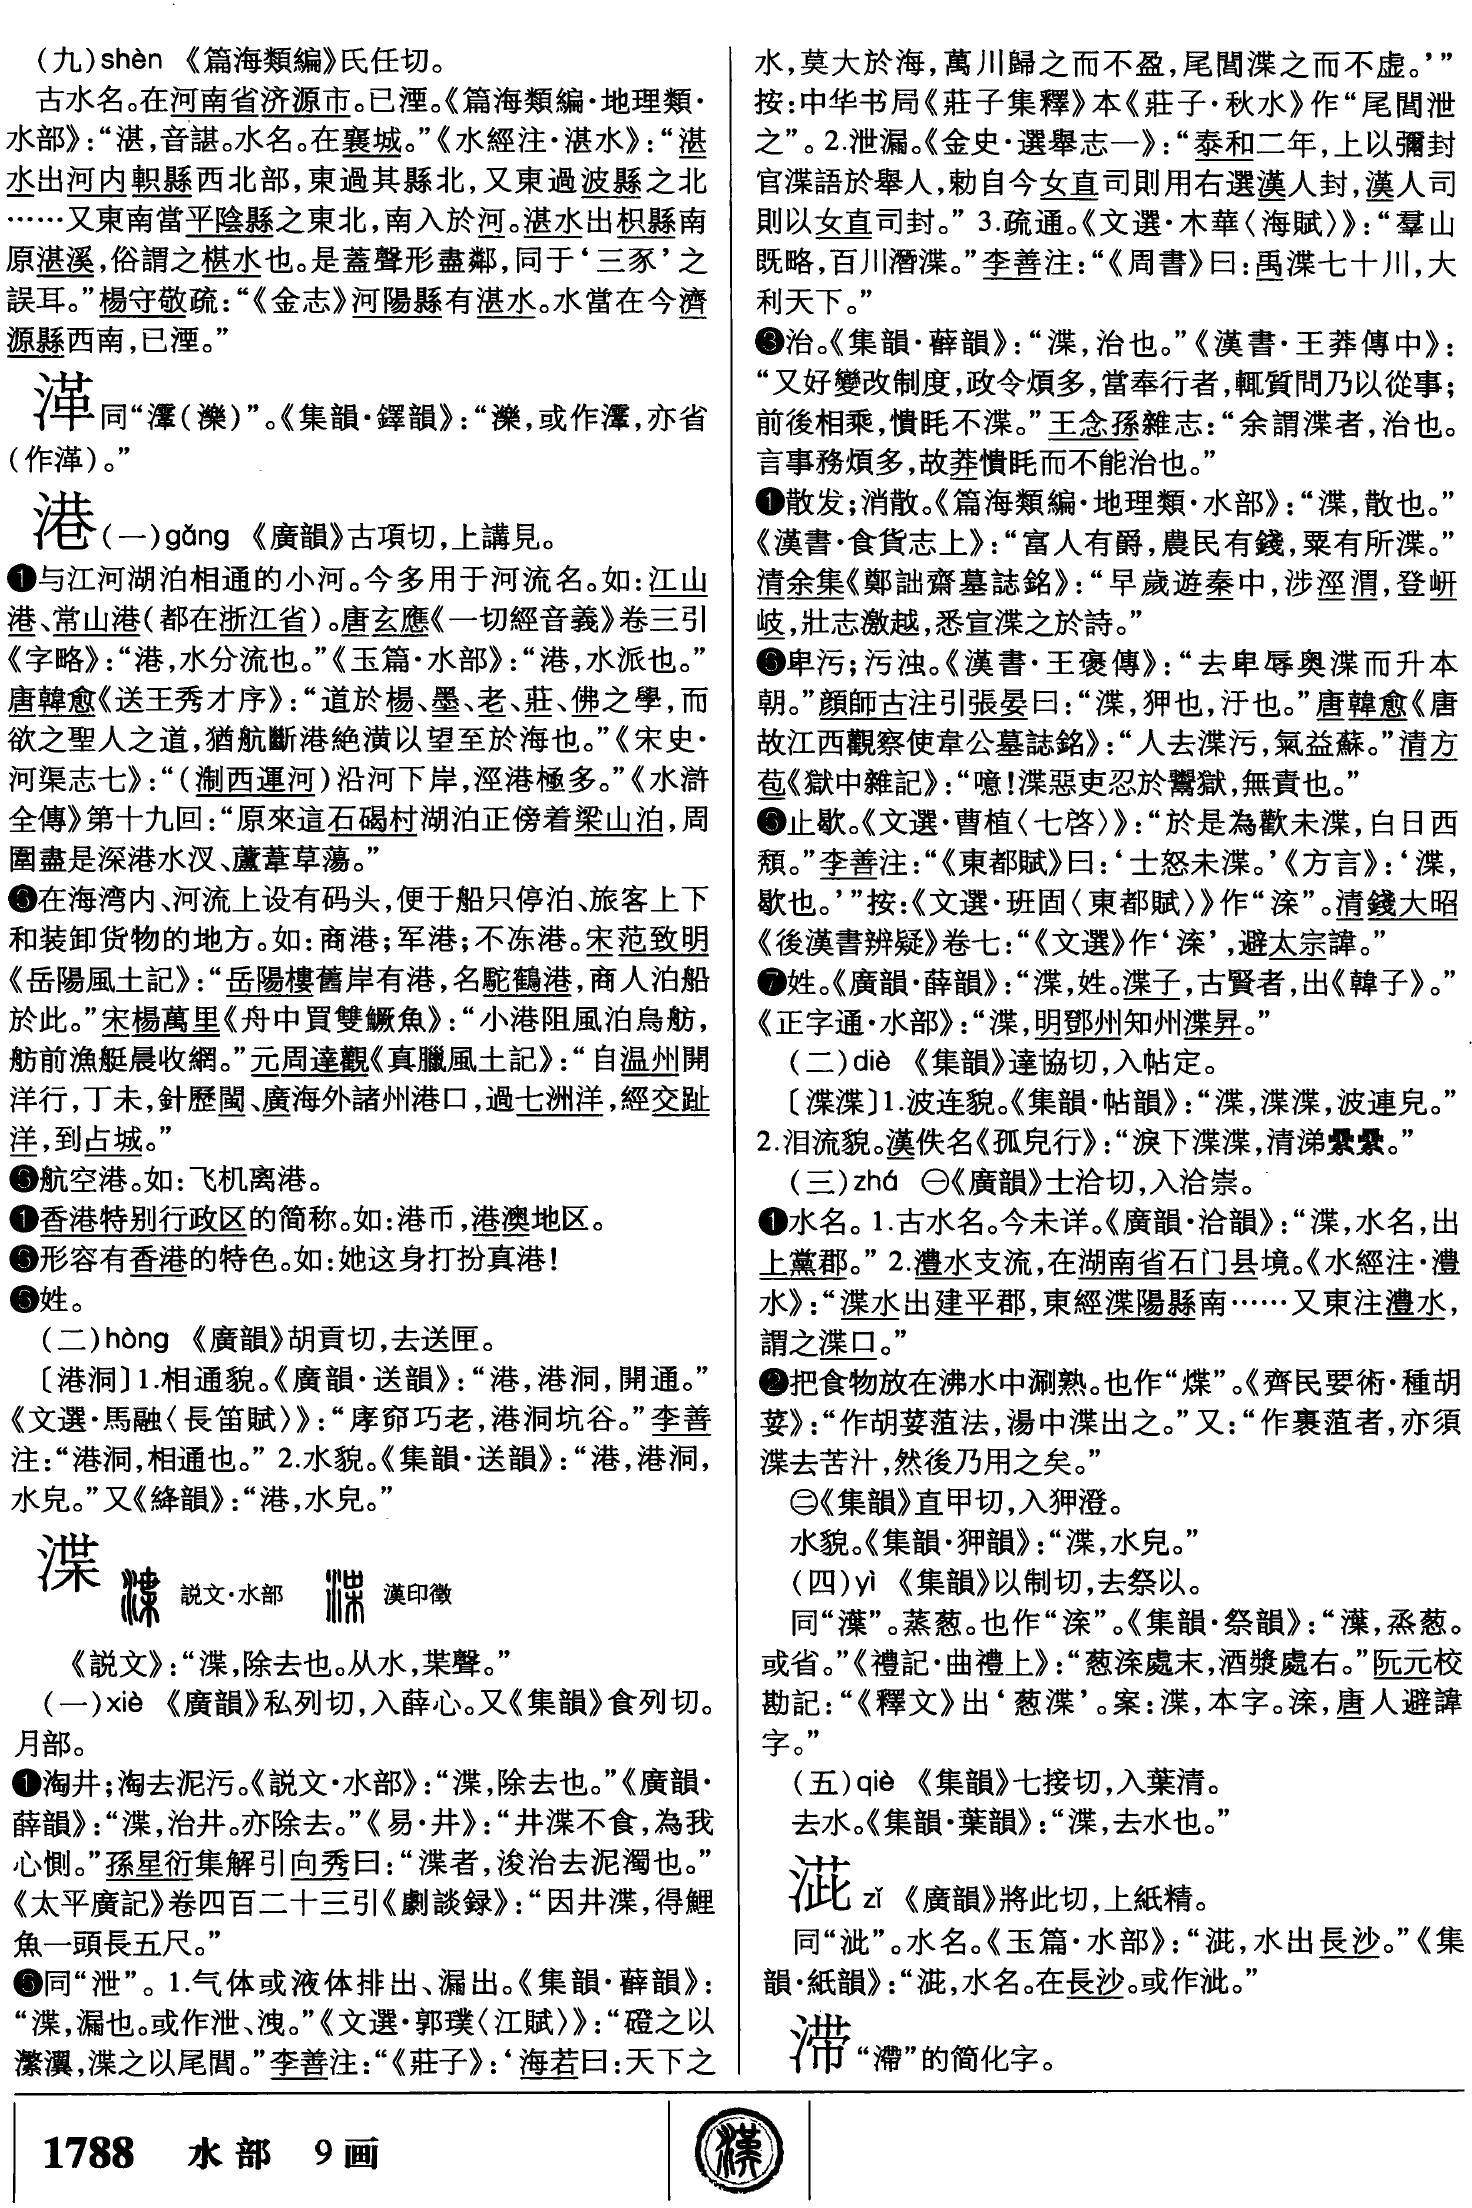 （九）shèn 《篇海類編》氏任切。
古水名。在河南省济源市。已湮。《篇海類編·地理類·
水部》：“湛，音諶。水名。在襄城。”《水經注·湛水》：“湛
水出河内軹縣西北部，東過其縣北，又東過波縣之北
……又東南當平陰縣之東北，南入於河。湛水出枳縣南
原湛溪，俗謂之椹水也。是蓋聲形盡鄰，同于‘三豕’之
誤耳。”楊守敬疏：“《金志》河陽縣有湛水。水當在今濟
源縣西南，已湮。”
湋同“𤅩（濼）”。《集韻·鐸韻》：“濼，或作𤅩，亦省
港（一）gǎng 《廣韻》古項切，上講見。
❶与江河湖泊相通的小河。今多用于河流名。如：江山
港、常山港（都在浙江省）。唐玄應《一切經音義》卷三引
《字略》：“港，水分流也。”《玉篇·水部》：“港，水派也。”
唐韓愈《送王秀才序》：“道於楊、墨、老、莊、佛之學，而
欲之聖人之道，猶航斷港絶潢以望至於海也。”《宋史·
河渠志七》：“（淛西運河）沿河下岸，涇港極多。”《水滸
全傳》第十九回：“原來這石碣村湖泊正傍着梁山泊，周
圍盡是深港水汊、蘆葦草蕩。”
❻在海湾内、河流上设有码头，便于船只停泊、旅客上下
和装卸货物的地方。如：商港；军港；不冻港。宋范致明
《岳陽風土記》：“岳陽樓舊岸有港，名駝鶴港，商人泊船
於此。”宋楊萬里《舟中買雙鱖魚》：“小港阻風泊烏舫，
舫前漁艇晨收網。”元周達觀《真臘風土記》：“自温州開
洋行，丁未，針歷閩、廣海外諸州港口，過七洲洋，經交趾
洋，到占城。”
❻航空港。如：飞机离港。
❶香港特别行政区的简称。如：港币，港澳地区。
❻形容有香港的特色。如：她这身打扮真港！
❺姓。
（二）hòng 《廣韻》胡貢切，去送匣。
〔港洞〕1.相通貌。《廣韻·送韻》：“港，港洞，開通。”
《文選·馬融〈長笛賦〉》：“庨窌巧老，港洞坑谷。”李善
注：“港洞，相通也。” 2.水貌。《集韻·送韻》：“港，港洞，
水皃。”又《絳韻》：“港，水皃。”
渫 説文·水部 漢印徵
《説文》：“渫，除去也。从水，枼聲。”
（一）xiè 《廣韻》私列切，入薛心。又《集韻》食列切。
月部。
❶淘井；淘去泥污。《説文·水部》：“渫，除去也。”《廣韻·
薛韻》：“渫，治井。亦除去。”《易·井》：“井渫不食，為我
心惻。”孫星衍集解引向秀曰：“渫者，浚治去泥濁也。”
《太平廣記》卷四百二十三引《劇談録》：“因井渫，得鯉
魚一頭長五尺。”
❺同“泄”。 1.气体或液体排出、漏出。《集韻·薛韻》：
“渫，漏也。或作泄、洩。”《文選·郭璞〈江賦〉》：“磴之以
瀿瀷，渫之以尾閭。”李善注：“《莊子》：‘海若曰：天下之
水，莫大於海，萬川歸之而不盈，尾閭渫之而不虚。’”
按：中华书局《莊子集釋》本《莊子·秋水》作“尾閭泄
之”。 2.泄漏。《金史·選舉志一》：“泰和二年，上以彌封
官渫語於舉人，勅自今女直司則用右選漢人封，漢人司
則以女直司封。” 3.疏通。《文選·木華〈海賦〉》：“羣山
既略，百川潛渫。”李善注：“《周書》曰：禹渫七十川，大
利天下。”
❸治。《集韻·薛韻》：“渫，治也。”《漢書·王莽傳中》：
“又好變改制度，政令煩多，當奉行者，輒質問乃以從事；
前後相乘，憒眊不渫。”王念孫雜志：“余謂渫者，治也。
言事務煩多，故莽憒眊而不能治也。”
❶散发；消散。《篇海類編·地理類·水部》：“渫，散也。”
《漢書·食貨志上》：“富人有爵，農民有錢，粟有所渫。”
清余集《鄭詘齋墓誌銘》：“早歲遊秦中，涉涇渭，登岍
岐，壯志激越，悉宣渫之於詩。”
❺卑污；污浊。《漢書·王褒傳》：“去卑辱奥渫而升本
朝。”顔師古注引張晏曰：“渫，狎也，汙也。”唐韓愈《唐
故江西觀察使韋公墓誌銘》：“人去渫污，氣益蘇。”清方
苞《獄中雜記》：“噫！渫惡吏忍於鬻獄，無責也。”
❻止歇。《文選·曹植〈七啓〉》：“於是為歡未渫，白日西
頹。”李善注：“《東都賦》曰：‘士怒未渫。’《方言》：‘渫，
歇也。’”按：《文選·班固〈東都賦〉》作“泄”。清錢大昭
《後漢書辨疑》卷七：“《文選》作‘泄’，避太宗諱。”
❼姓。《廣韻·薛韻》：“渫，姓。渫子，古賢者，出《韓子》。”
《正字通·水部》：“渫，明鄧州知州渫昇。”
（二）dié 《集韻》達協切，入帖定。
〔渫渫〕1.波连貌。《集韻·帖韻》：“渫，渫渫，波連皃。”
2.泪流貌。漢佚名《孤兒行》：“淚下渫渫，清涕纍纍。”
（三）zhá ㊀《廣韻》士洽切，入洽崇。
❶水名。 1.古水名。今未详。《廣韻·洽韻》：“渫，水名，出
上黨郡。” 2.澧水支流，在湖南省石门县境。《水經注·澧
水》：“渫水出建平郡，東經渫陽縣南……又東注澧水，
謂之渫口。”
❷把食物放在沸水中涮熟。也作“煠”。《齊民要術·種胡
荽》：“作胡荽菹法，湯中渫出之。”又：“作裹菹者，亦須
渫去苦汁，然後乃用之矣。”
㊁《集韻》直甲切，入狎澄。
水貌。《集韻·狎韻》：“渫，水皃。”
（四）yì 《集韻》以制切，去祭以。
同“㵩”。蒸葱。也作“㳿”。《集韻·祭韻》：“㵩，烝葱。
或省。”《禮記·曲禮上》：“葱㳿處末，酒漿處右。”阮元校
勘記：“《釋文》出‘葱渫’。案：渫，本字。㳿，唐人避諱
字。”
（五）qiè 《集韻》七接切，入葉清。
去水。《集韻·葉韻》：“渫，去水也。”
㴿 zǐ 《廣韻》將此切，上紙精。
同“泚”。水名。《玉篇·水部》：“㴿，水出長沙。”《集
韻·紙韻》：“㴿，水名。在長沙。或作泚。”
滞“滯”的简化字。
1788 水部 9画
漢